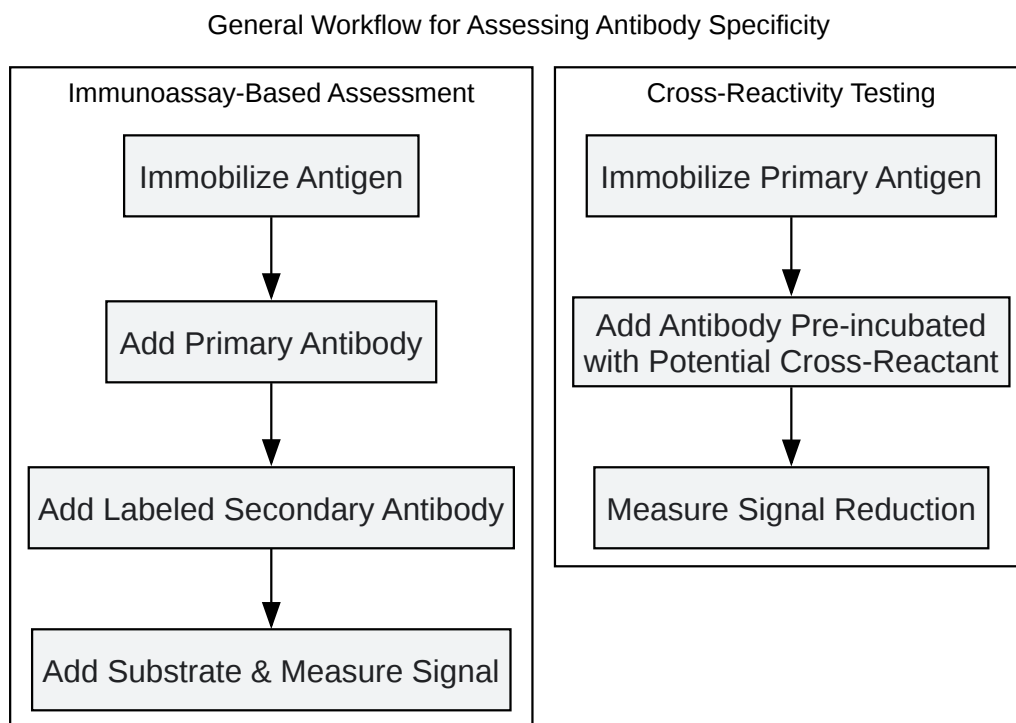 General Workflow for Assessing Antibody Specificity
Immunoassay-Based Assessment
Immobilize Antigen
Add Primary Antibody
Add Labeled Secondary Antibody
Add Substrate & Measure Signal
Cross-Reactivity Testing
Immobilize Primary Antigen
Add Antibody Pre-incubated
with Potential Cross-Reactant
Measure Signal Reduction